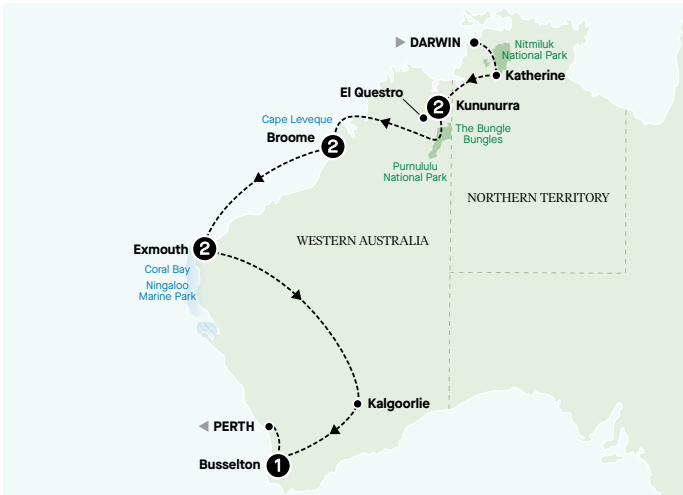 DARWIN
Nitmiluk
National Park
Katherine
El Questro
2
Kununurra
Cape Leveque
Broome
2
The Bungle
Bungles
Purnululu
National Park
NORTHERN TERRITORY
WESTERN AUSTRALIA
Exmouth
2
Coral Bay
Ningaloo
Marine Park
Kalgoorlie
PERTH
Busselton
1